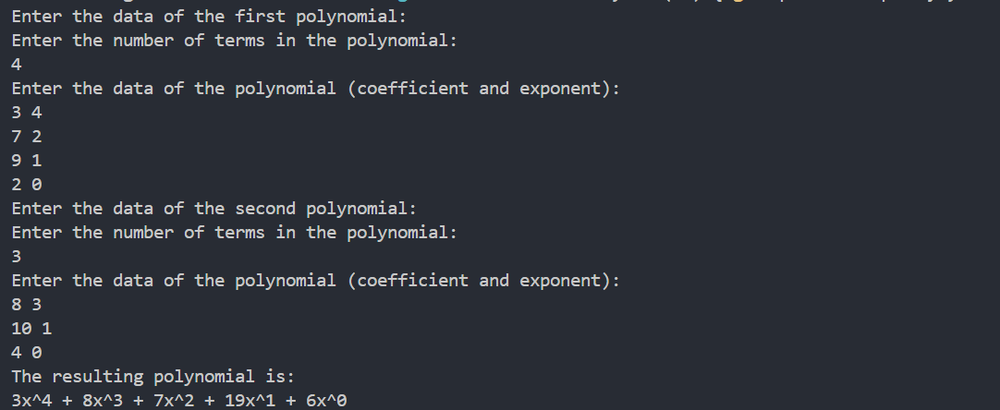 Enter the data of the first polynomial:
Enter the number of terms in the polynomial:
4
Enter the data of the polynomial (coefficient and exponent):
3 4
7 2
9 1
2 0
Enter the data of the second polynomial:
Enter the number of terms in the polynomial:
3
Enter the data of the polynomial (coefficient and exponent):
8 3
10 1
4 0
The resulting polynomial is:
3x^4 + 8x^3 + 7x^2 + 19x^1 + 6x^0